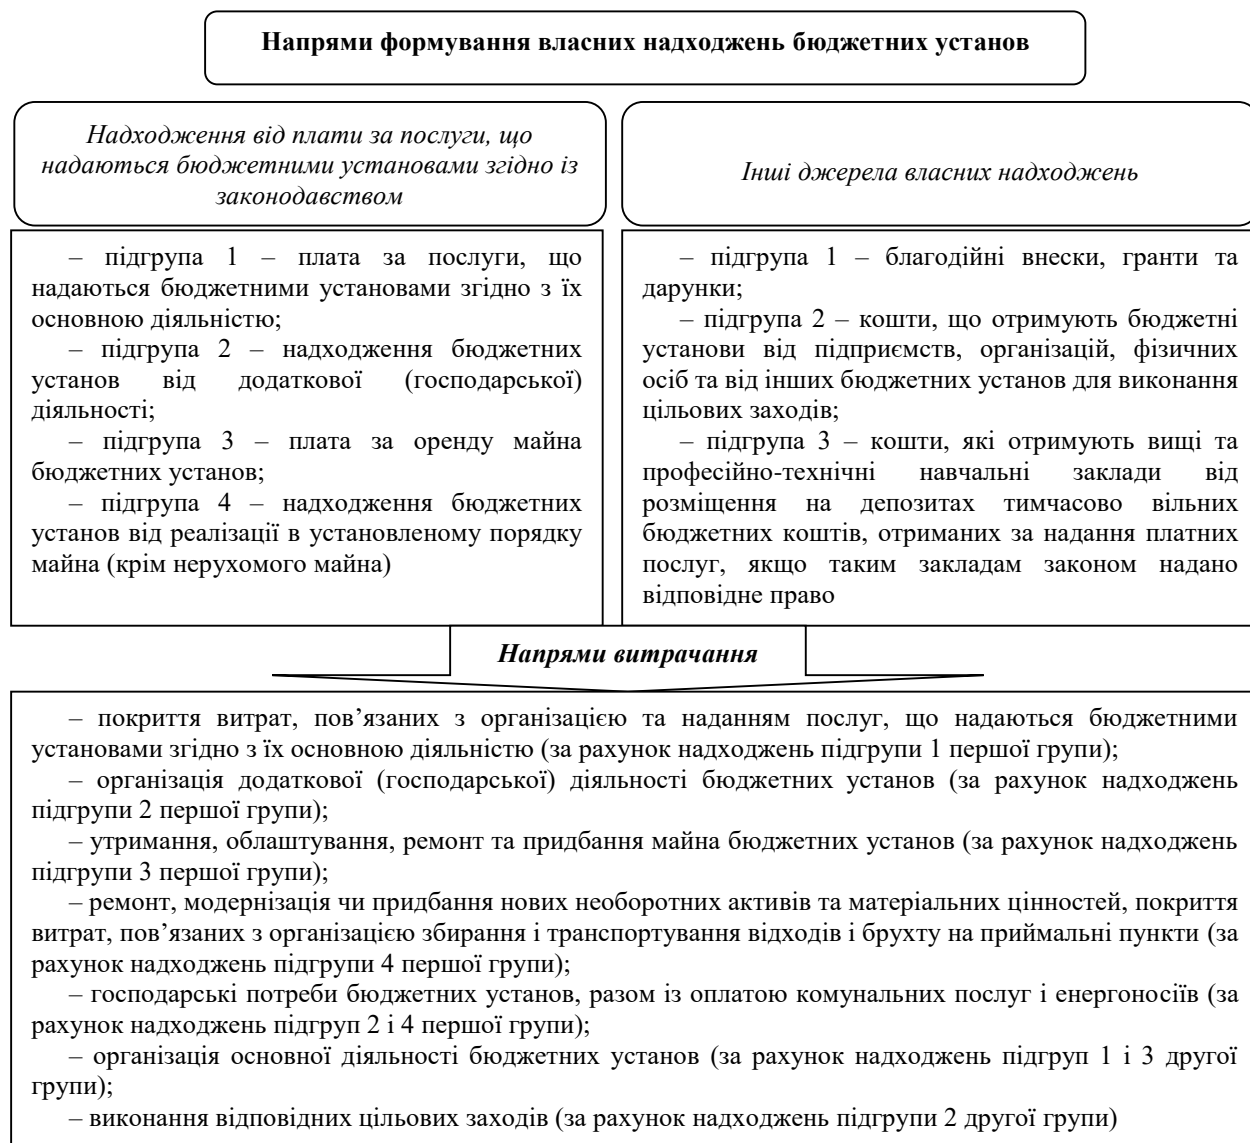 Напрями формування власних надходжень бюджетних установ
Надходження від плати за послуги, що
надаються бюджетними установами згідно із
законодавством
Інші джерела власних надходжень
– підгрупа 1 – плата за послуги, що
надаються бюджетними установами згідно з їх
основною діяльністю;
– підгрупа 2 – надходження бюджетних
установ від додаткової (господарської)
діяльності;
– підгрупа 3 – плата за оренду майна
бюджетних установ;
– підгрупа 4 – надходження бюджетних
установ від реалізації в установленому порядку
майна (крім нерухомого майна)
– підгрупа 1 – благодійні внески, гранти та
дарунки;
– підгрупа 2 – кошти, що отримують бюджетні
установи від підприємств, організацій, фізичних
осіб та від інших бюджетних установ для виконання
цільових заходів;
– підгрупа 3 – кошти, які отримують вищі та
професійно-технічні навчальні заклади від
розміщення на депозитах тимчасово вільних
бюджетних коштів, отриманих за надання платних
послуг, якщо таким закладам законом надано
відповідне право
Напрями витрачання
– покриття витрат, пов’язаних з організацією та наданням послуг, що надаються бюджетними
установами згідно з їх основною діяльністю (за рахунок надходжень підгрупи 1 першої групи);
– організація додаткової (господарської) діяльності бюджетних установ (за рахунок надходжень
підгрупи 2 першої групи);
– утримання, облаштування, ремонт та придбання майна бюджетних установ (за рахунок надходжень
підгрупи 3 першої групи);
– ремонт, модернізація чи придбання нових необоротних активів та матеріальних цінностей, покриття
витрат, пов’язаних з організацією збирання і транспортування відходів і брухту на приймальні пункти (за
рахунок надходжень підгрупи 4 першої групи);
– господарські потреби бюджетних установ, разом із оплатою комунальних послуг і енергоносіїв (за
рахунок надходжень підгруп 2 і 4 першої групи);
– організація основної діяльності бюджетних установ (за рахунок надходжень підгруп 1 і 3 другої
групи);
– виконання відповідних цільових заходів (за рахунок надходжень підгрупи 2 другої групи)